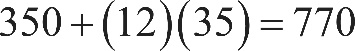 350 + (12)(35) = 770